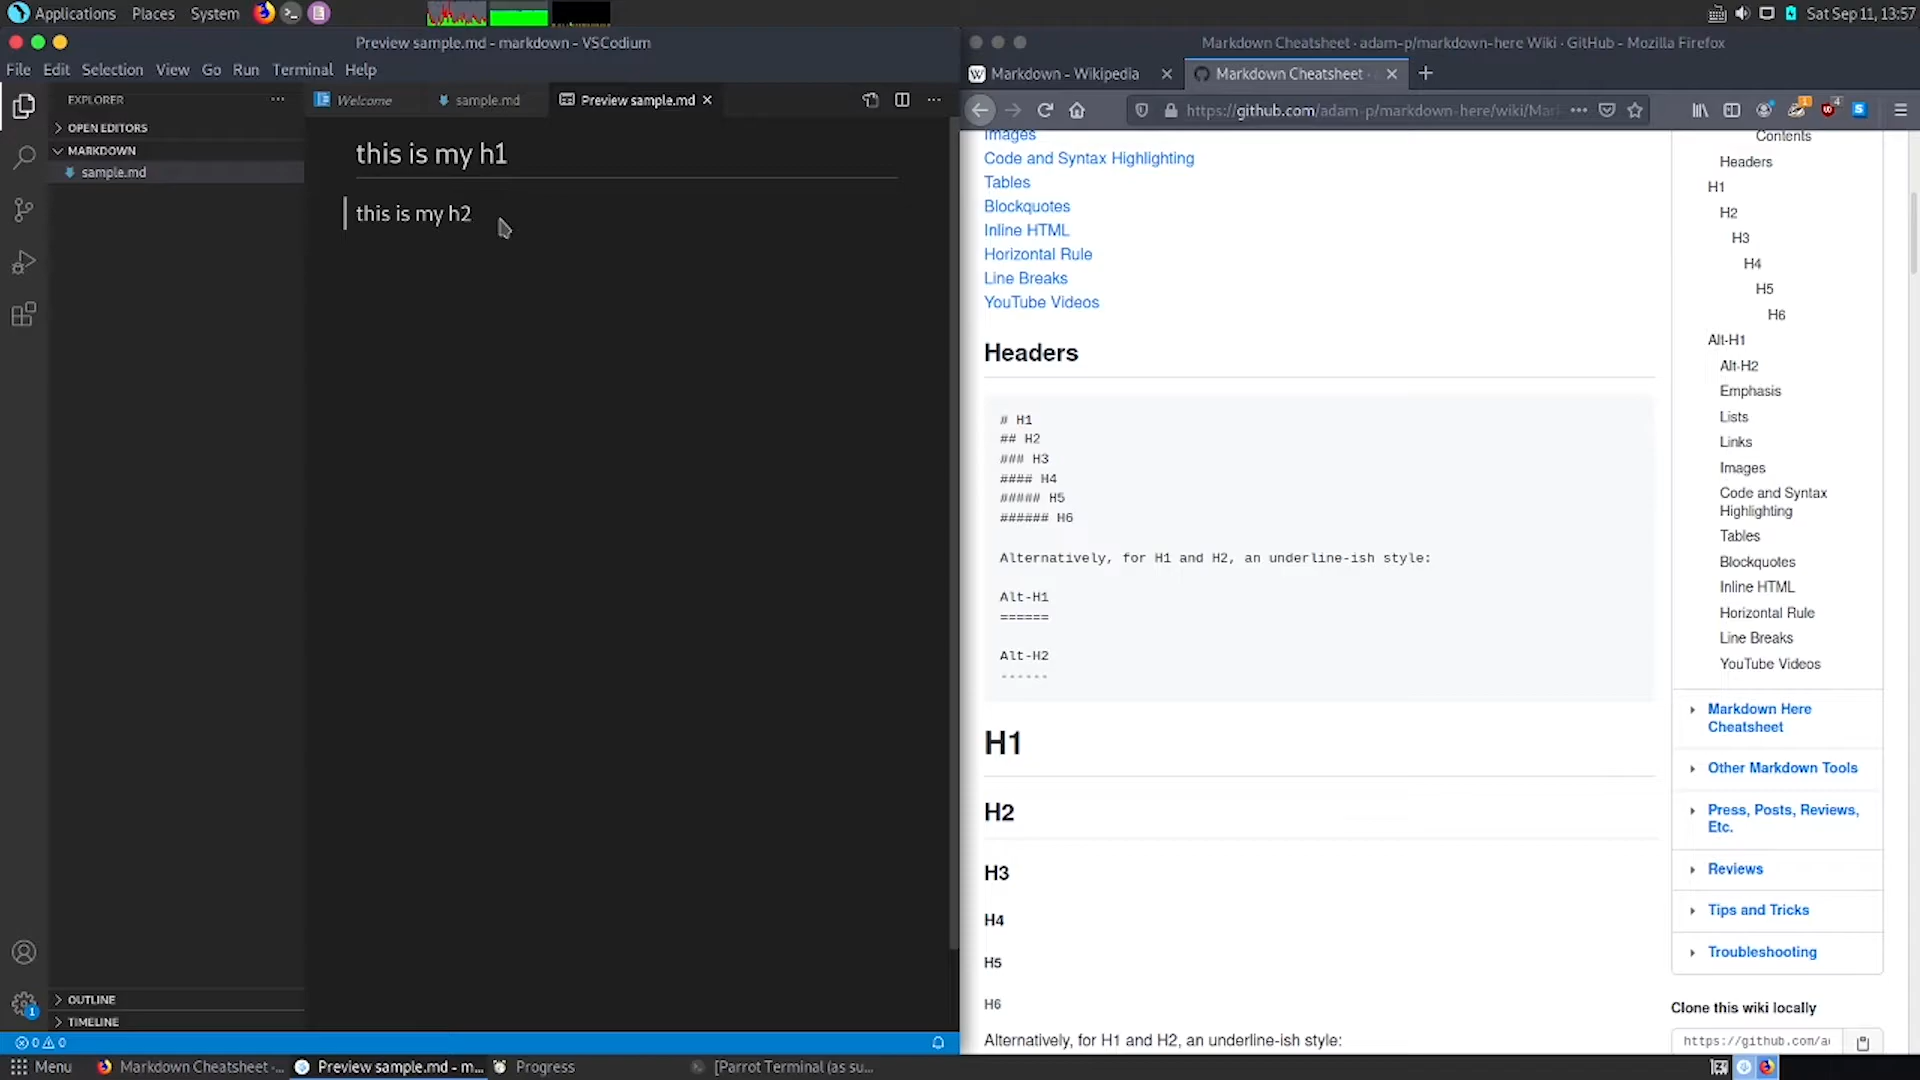 Applications Places System
Sat Sep 11, 13:57
Preview sample.md - markdown - VSCodium
File Edit Selection View Go Run Terminal Help
EXPLORER
OPEN EDITORS
MARKDOWN
sample.md
OUTLINE
TIMELINE
Welcome sample.md Preview sample.md
this is my h1
this is my h2
0 0
1
Markdown Cheatsheet · adam-p/markdown-here Wiki · GitHub - Mozilla Firefox
Markdown - Wikipedia Markdown Cheatsheet ·
https://github.com/adam-p/markdown-here/wiki/Mar
Images
Code and Syntax Highlighting
Tables
Blockquotes
Inline HTML
Horizontal Rule
Line Breaks
YouTube Videos
Headers
# H1
## H2
### H3
#### H4
##### H5
###### H6
Alternatively, for H1 and H2, an underline-ish style:
Alt-H1
======
Alt-H2
------
H1
H2
H3
H4
H5
H6
Alternatively, for H1 and H2, an underline-ish style:
Contents
Headers
H1
H2
H3
H4
H5
H6
Alt-H1
Alt-H2
Emphasis
Lists
Links
Images
Code and Syntax
Highlighting
Tables
Blockquotes
Inline HTML
Horizontal Rule
Line Breaks
YouTube Videos
Markdown Here
Cheatsheet
Other Markdown Tools
Press, Posts, Reviews,
Etc.
Reviews
Tips and Tricks
Troubleshooting
Clone this wiki locally
https://github.com/a
Menu Markdown Cheatsheet ·... Preview sample.md - m... Progress [Parrot Terminal (as su...